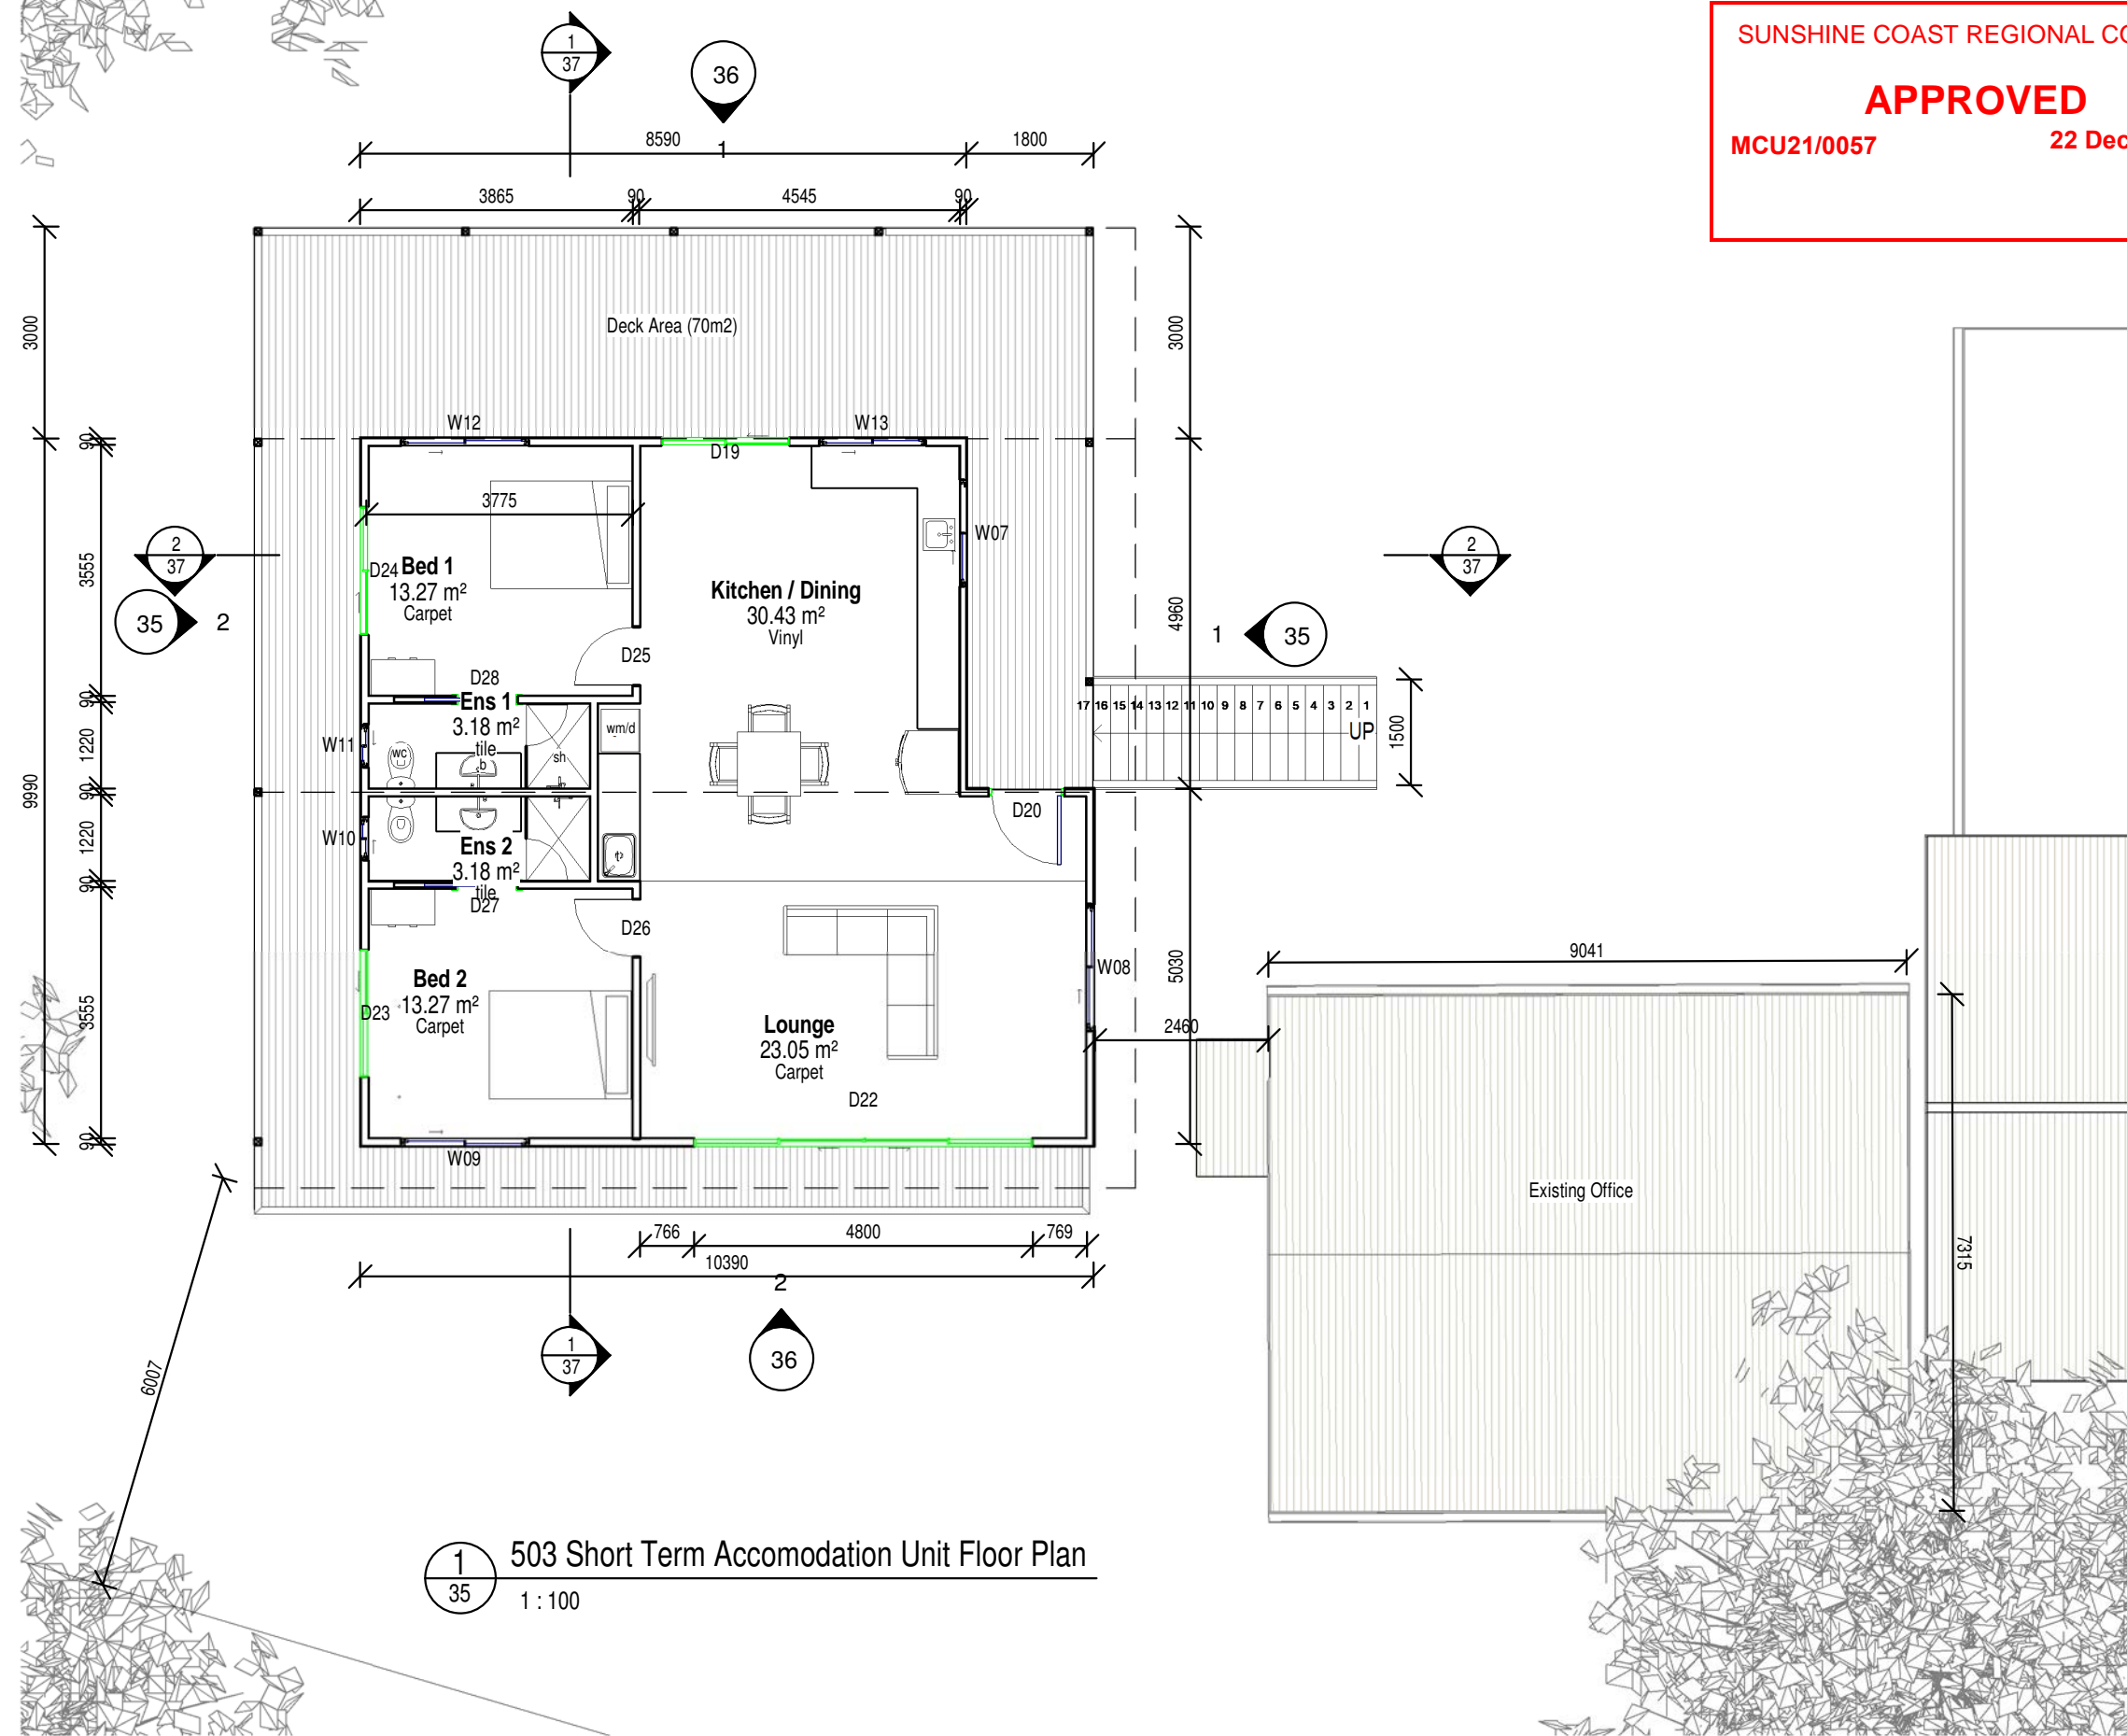 SUNSHINE COAST REGIONAL CO
APPROVED
MCU21/0057 22 Dec
1
37
36
1
8590
1800
3865
90
4545
90
3000
3000
Deck Area (70m2)
W12
W13
D19
90
3775
W07
2
37
2
37
D24
Bed 1
13.27 m²
Carpet
3555
Kitchen / Dining
30.43 m²
Vinyl
4960
35
2
1
35
D25
D28
90
Ens 1
3.18 m²
tile
b
wc
sh
wm/d
W11
1220
17 16 15 14 13 12 11 10 9 8 7 6 5 4 3 2 1
UP
1500
9990
90
D20
W10
1220
Ens 2
3.18 m²
tile
D27
90
D26
Bed 2
13.27 m²
Carpet
D23
3555
W08
5030
9041
2460
Lounge
23.05 m²
Carpet
D22
90
W09
Existing Office
7315
766
4800
769
10390
2
1
37
36
6007
1
35
503 Short Term Accomodation Unit Floor Plan
1 : 100